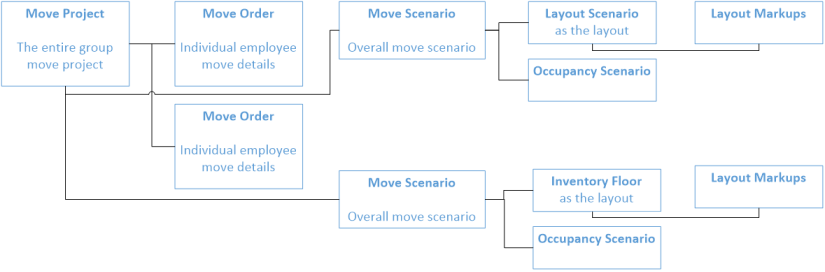 Move Project
The entire group
move project
Move Order
Individual employee
move details
Move Order
Individual employee
move details
Move Scenario
Overall move scenario
Layout Scenario
as the layout
Layout Markups
Occupancy Scenario
Move Scenario
Overall move scenario
Inventory Floor
as the layout
Layout Markups
Occupancy Scenario